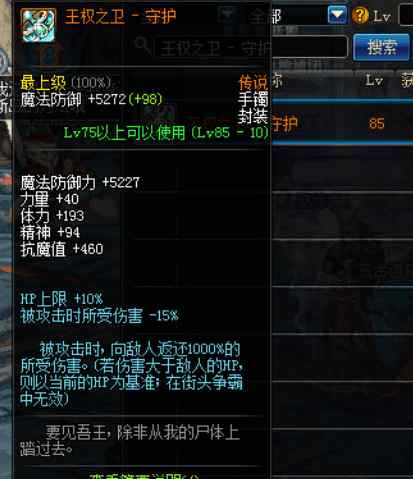 王权之卫 - 守护
全部
Lv
王权之卫 - 守护
搜索
最上级 (100%)
传说
魔法防御 +5272(+98)
手镯
Lv
封装
Lv75以上可以使用 (Lv85 - 10)
守护
85
魔法防御力 +5227
力量 +40
体力 +193
精神 +94
抗魔值 +460
HP上限 +10%
被攻击时所受伤害 -15%
被攻击时，向敌人返还1000%的
所受伤害。(若伤害大于敌人的HP,
则以当前的HP为基准；在街头争霸
中无效)
要见吾王，除非从我的尸体上
踏过去。